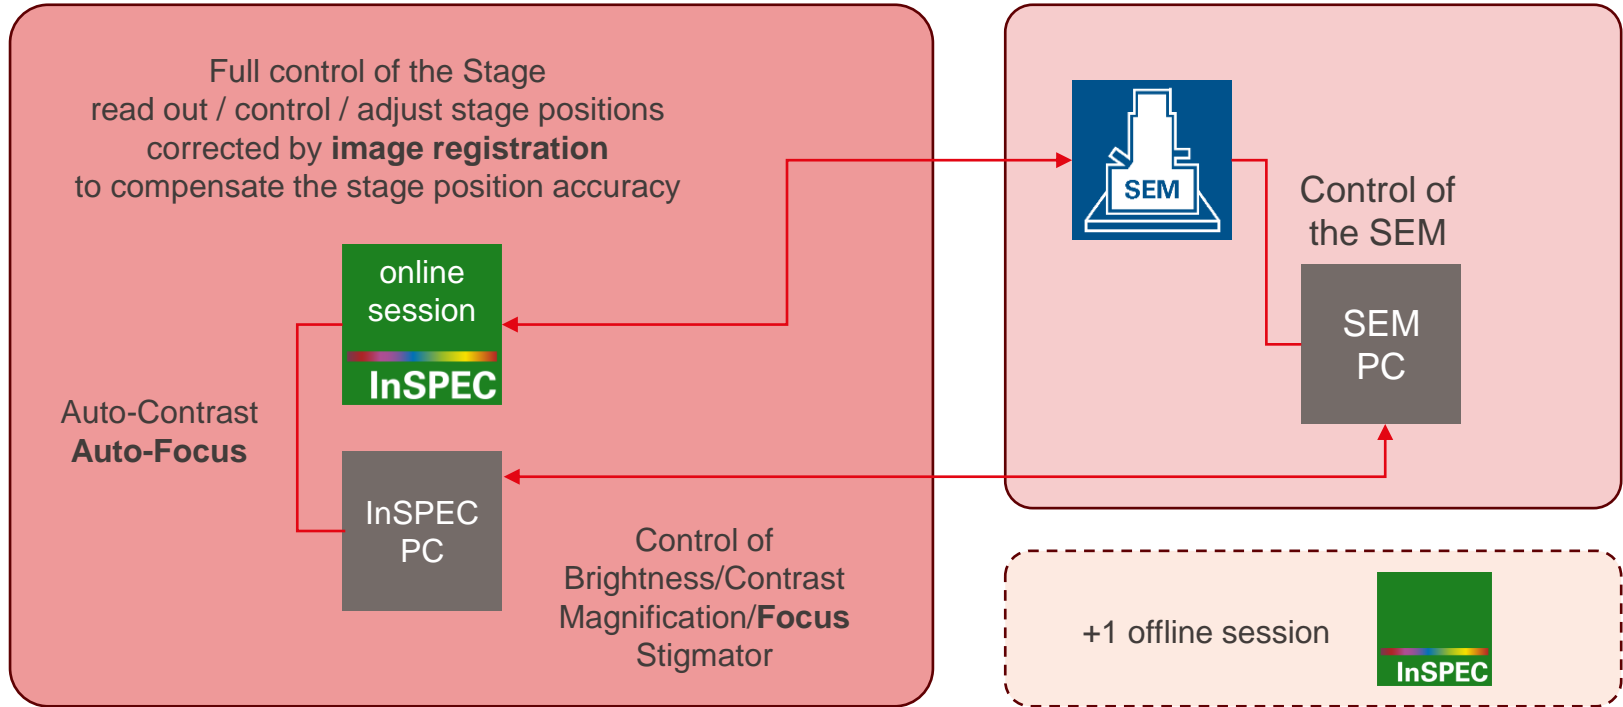 Full control of the Stage
read out / control / adjust stage positions
corrected by image registration
to compensate the stage position accuracy
online
session
InSPEC
Auto-Contrast
Auto-Focus
InSPEC
PC
Control of
Brightness/Contrast
Magnification/Focus
Stigmator
SEM
Control of
the SEM
SEM
PC
+1 offline session
InSPEC